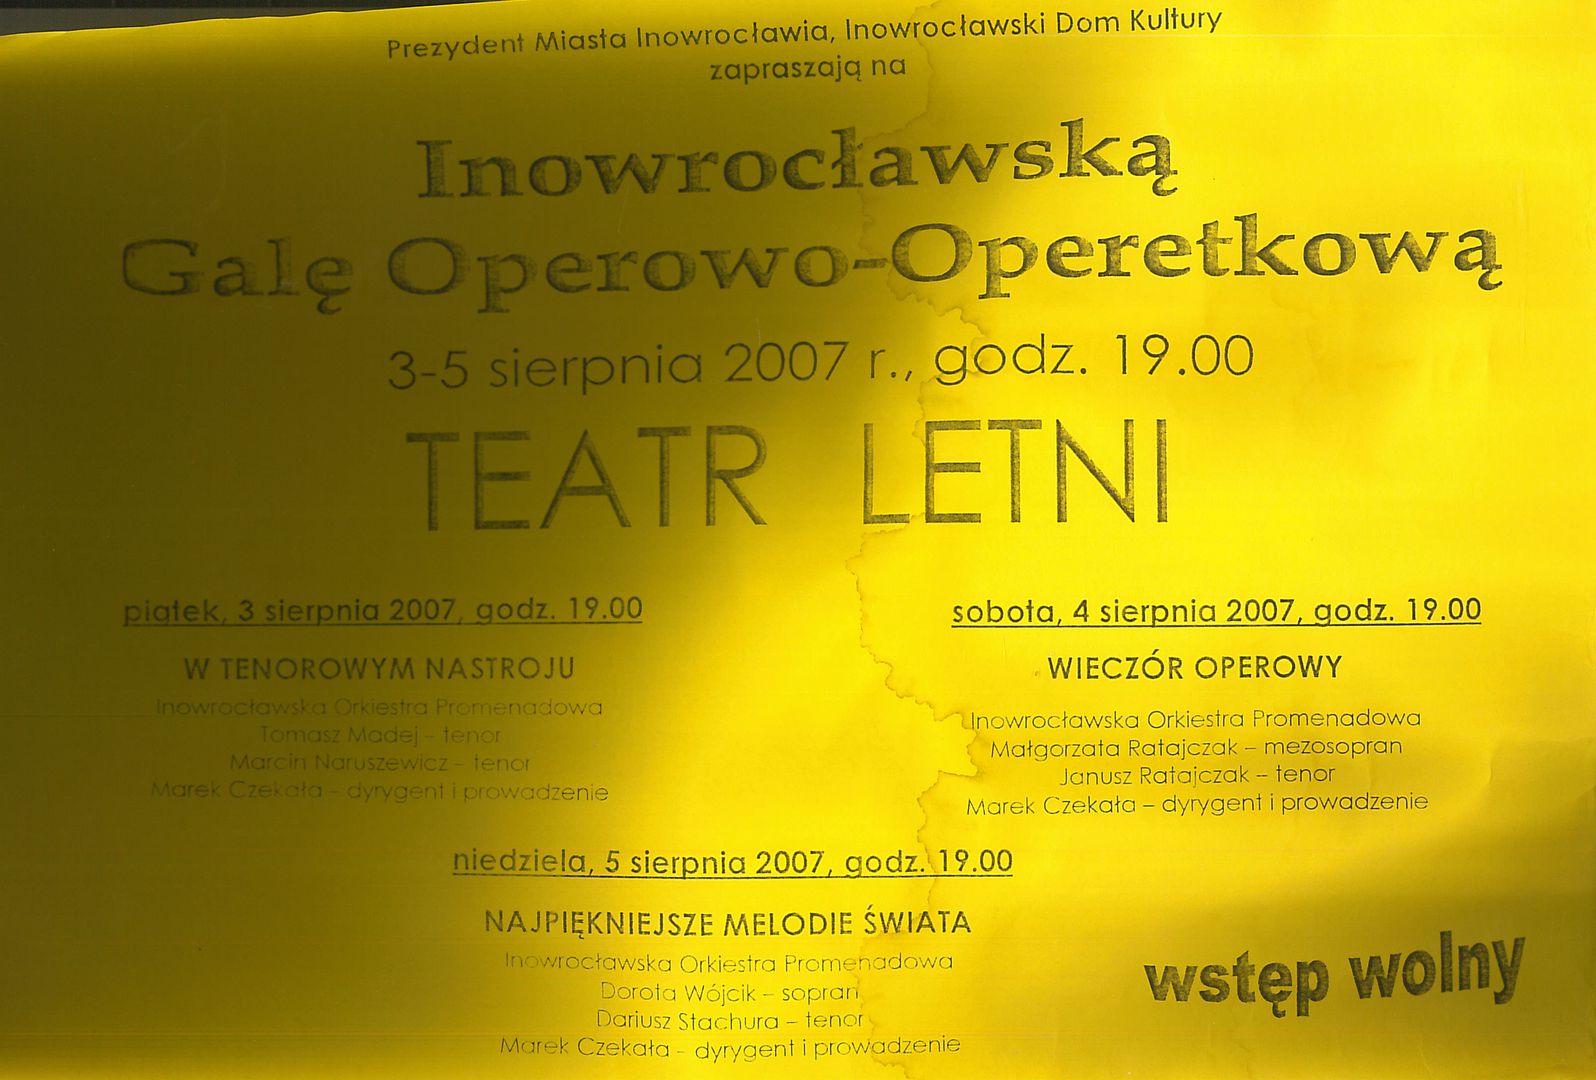 Prezydent Miasta Inowrocławia, Inowrocławski Dom Kultury
zapraszają na
Inowrocławską
Galę Operowo-Operetkową
3-5 sierpnia 2007 r., godz. 19.00
TEATR LETNI
piątek, 3 sierpnia 2007, godz. 19.00
W TENOROWYM NASTROJU
Inowrocławska Orkiestra Promenadowa
Tomasz Madej – tenor
Marcin Naruszewicz – tenor
Marek Czekała – dyrygent i prowadzenie
sobota, 4 sierpnia 2007, godz. 19.00
WIECZÓR OPEROWY
Inowrocławska Orkiestra Promenadowa
Małgorzata Ratajczak – mezosopran
Janusz Ratajczak – tenor
Marek Czekała – dyrygent i prowadzenie
niedziela, 5 sierpnia 2007, godz. 19.00
NAJPIĘKNIEJSZE MELODIE ŚWIATA
Inowrocławska Orkiestra Promenadowa
Dorota Wójcik – sopran
Dariusz Stachura – tenor
Marek Czekała – dyrygent i prowadzenie
wstęp wolny